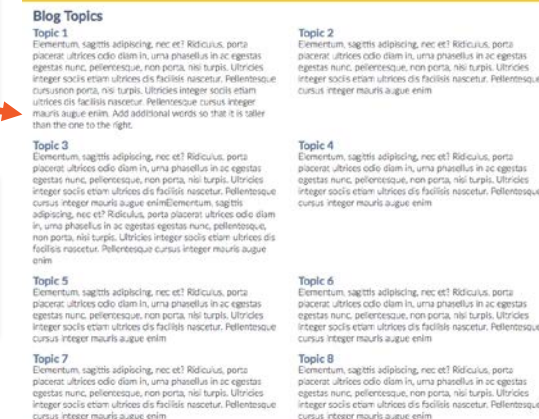 Blog Topics
Topic 1
Elementum, sagittis adipiscing, nec et? Ridiculus, porta
placerat ultrices odio diam in, urna phasellus in ac egestas
egestas nunc, pellentesque, non porta, nisi turpis. Ultricies
integer sociis etiam ultrices dis facilisis nascetur. Pellentesque
cursusnon porta, nisi turpis. Ultricies integer sociis etiam
ultrices dis facilisis nascetur. Pellentesque cursus integer
mauris augue enim. Add additional words so that it is taller
than the one to the right.
Topic 2
Elementum, sagittis adipiscing, nec et? Ridiculus, porta
placerat ultrices odio diam in, urna phasellus in ac egestas
egestas nunc, pellentesque, non porta, nisi turpis. Ultricies
integer sociis etiam ultrices dis facilisis nascetur. Pellentesque
cursus integer mauris augue enim
Topic 3
Elementum, sagittis adipiscing, nec et? Ridiculus, porta
placerat ultrices odio diam in, urna phasellus in ac egestas
egestas nunc, pellentesque, non porta, nisi turpis. Ultricies
integer sociis etiam ultrices dis facilisis nascetur. Pellentesque
cursus integer mauris augue enimElementum, sagittis
adipiscing, nec et? Ridiculus, porta placerat ultrices odio diam
in, urna phasellus in ac egestas egestas nunc, pellentesque,
non porta, nisi turpis. Ultricies integer sociis etiam ultrices dis
facilisis nascetur. Pellentesque cursus integer mauris augue
enim
Topic 4
Elementum, sagittis adipiscing, nec et? Ridiculus, porta
placerat ultrices odio diam in, urna phasellus in ac egestas
egestas nunc, pellentesque, non porta, nisi turpis. Ultricies
integer sociis etiam ultrices dis facilisis nascetur. Pellentesque
cursus integer mauris augue enim
Topic 5
Elementum, sagittis adipiscing, nec et? Ridiculus, porta
placerat ultrices odio diam in, urna phasellus in ac egestas
egestas nunc, pellentesque, non porta, nisi turpis. Ultricies
integer sociis etiam ultrices dis facilisis nascetur. Pellentesque
cursus integer mauris augue enim
Topic 6
Elementum, sagittis adipiscing, nec et? Ridiculus, porta
placerat ultrices odio diam in, urna phasellus in ac egestas
egestas nunc, pellentesque, non porta, nisi turpis. Ultricies
integer sociis etiam ultrices dis facilisis nascetur. Pellentesque
cursus integer mauris augue enim
Topic 7
Elementum, sagittis adipiscing, nec et? Ridiculus, porta
placerat ultrices odio diam in, urna phasellus in ac egestas
egestas nunc, pellentesque, non porta, nisi turpis. Ultricies
integer sociis etiam ultrices dis facilisis nascetur. Pellentesque
cursus integer mauris augue enim
Topic 8
Elementum, sagittis adipiscing, nec et? Ridiculus, porta
placerat ultrices odio diam in, urna phasellus in ac egestas
egestas nunc, pellentesque, non porta, nisi turpis. Ultricies
integer sociis etiam ultrices dis facilisis nascetur. Pellentesque
cursus integer mauris augue enim